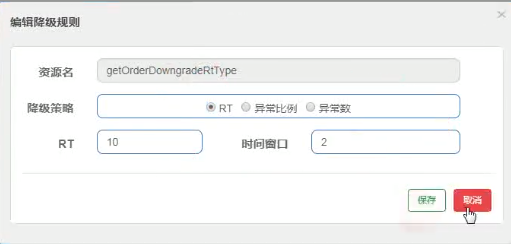 编辑降级规则 ×
资源名 getOrderDowngradeRtType
降级策略 RT 异常比例 异常数
RT 10 时间窗口 2
保存 取消